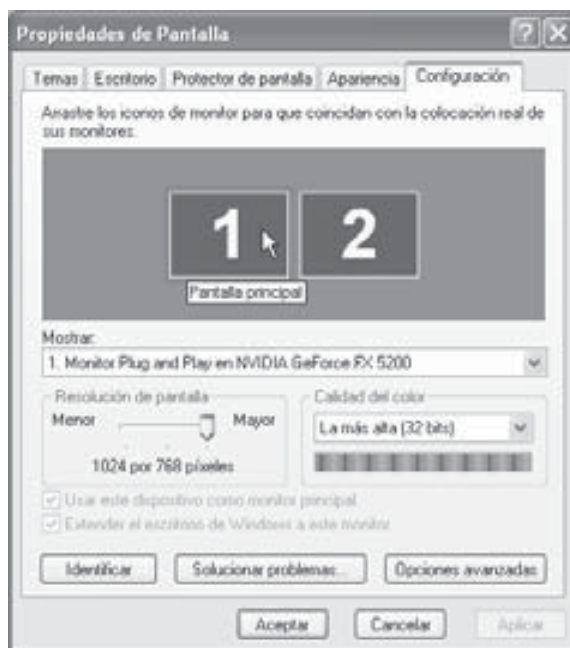 Propiedades de Pantalla
Temas Escritorio Protector de pantalla Apariencia Configuración
Arrastre los iconos de monitor para que coincidan con la colocación real de
sus monitores.
1 2
Pantalla principal
Mostrar:
1. Monitor Plug and Play en NVIDIA GeForce FX 5200
Resolución de pantalla
Menor Mayor
1024 por 768 píxeles
Calidad del color
La más alta (32 bits)
Usar este dispositivo como monitor principal.
Extender el escritorio de Windows a este monitor.
Identificar Solucionar problemas... Opciones avanzadas
Aceptar Cancelar Aplicar